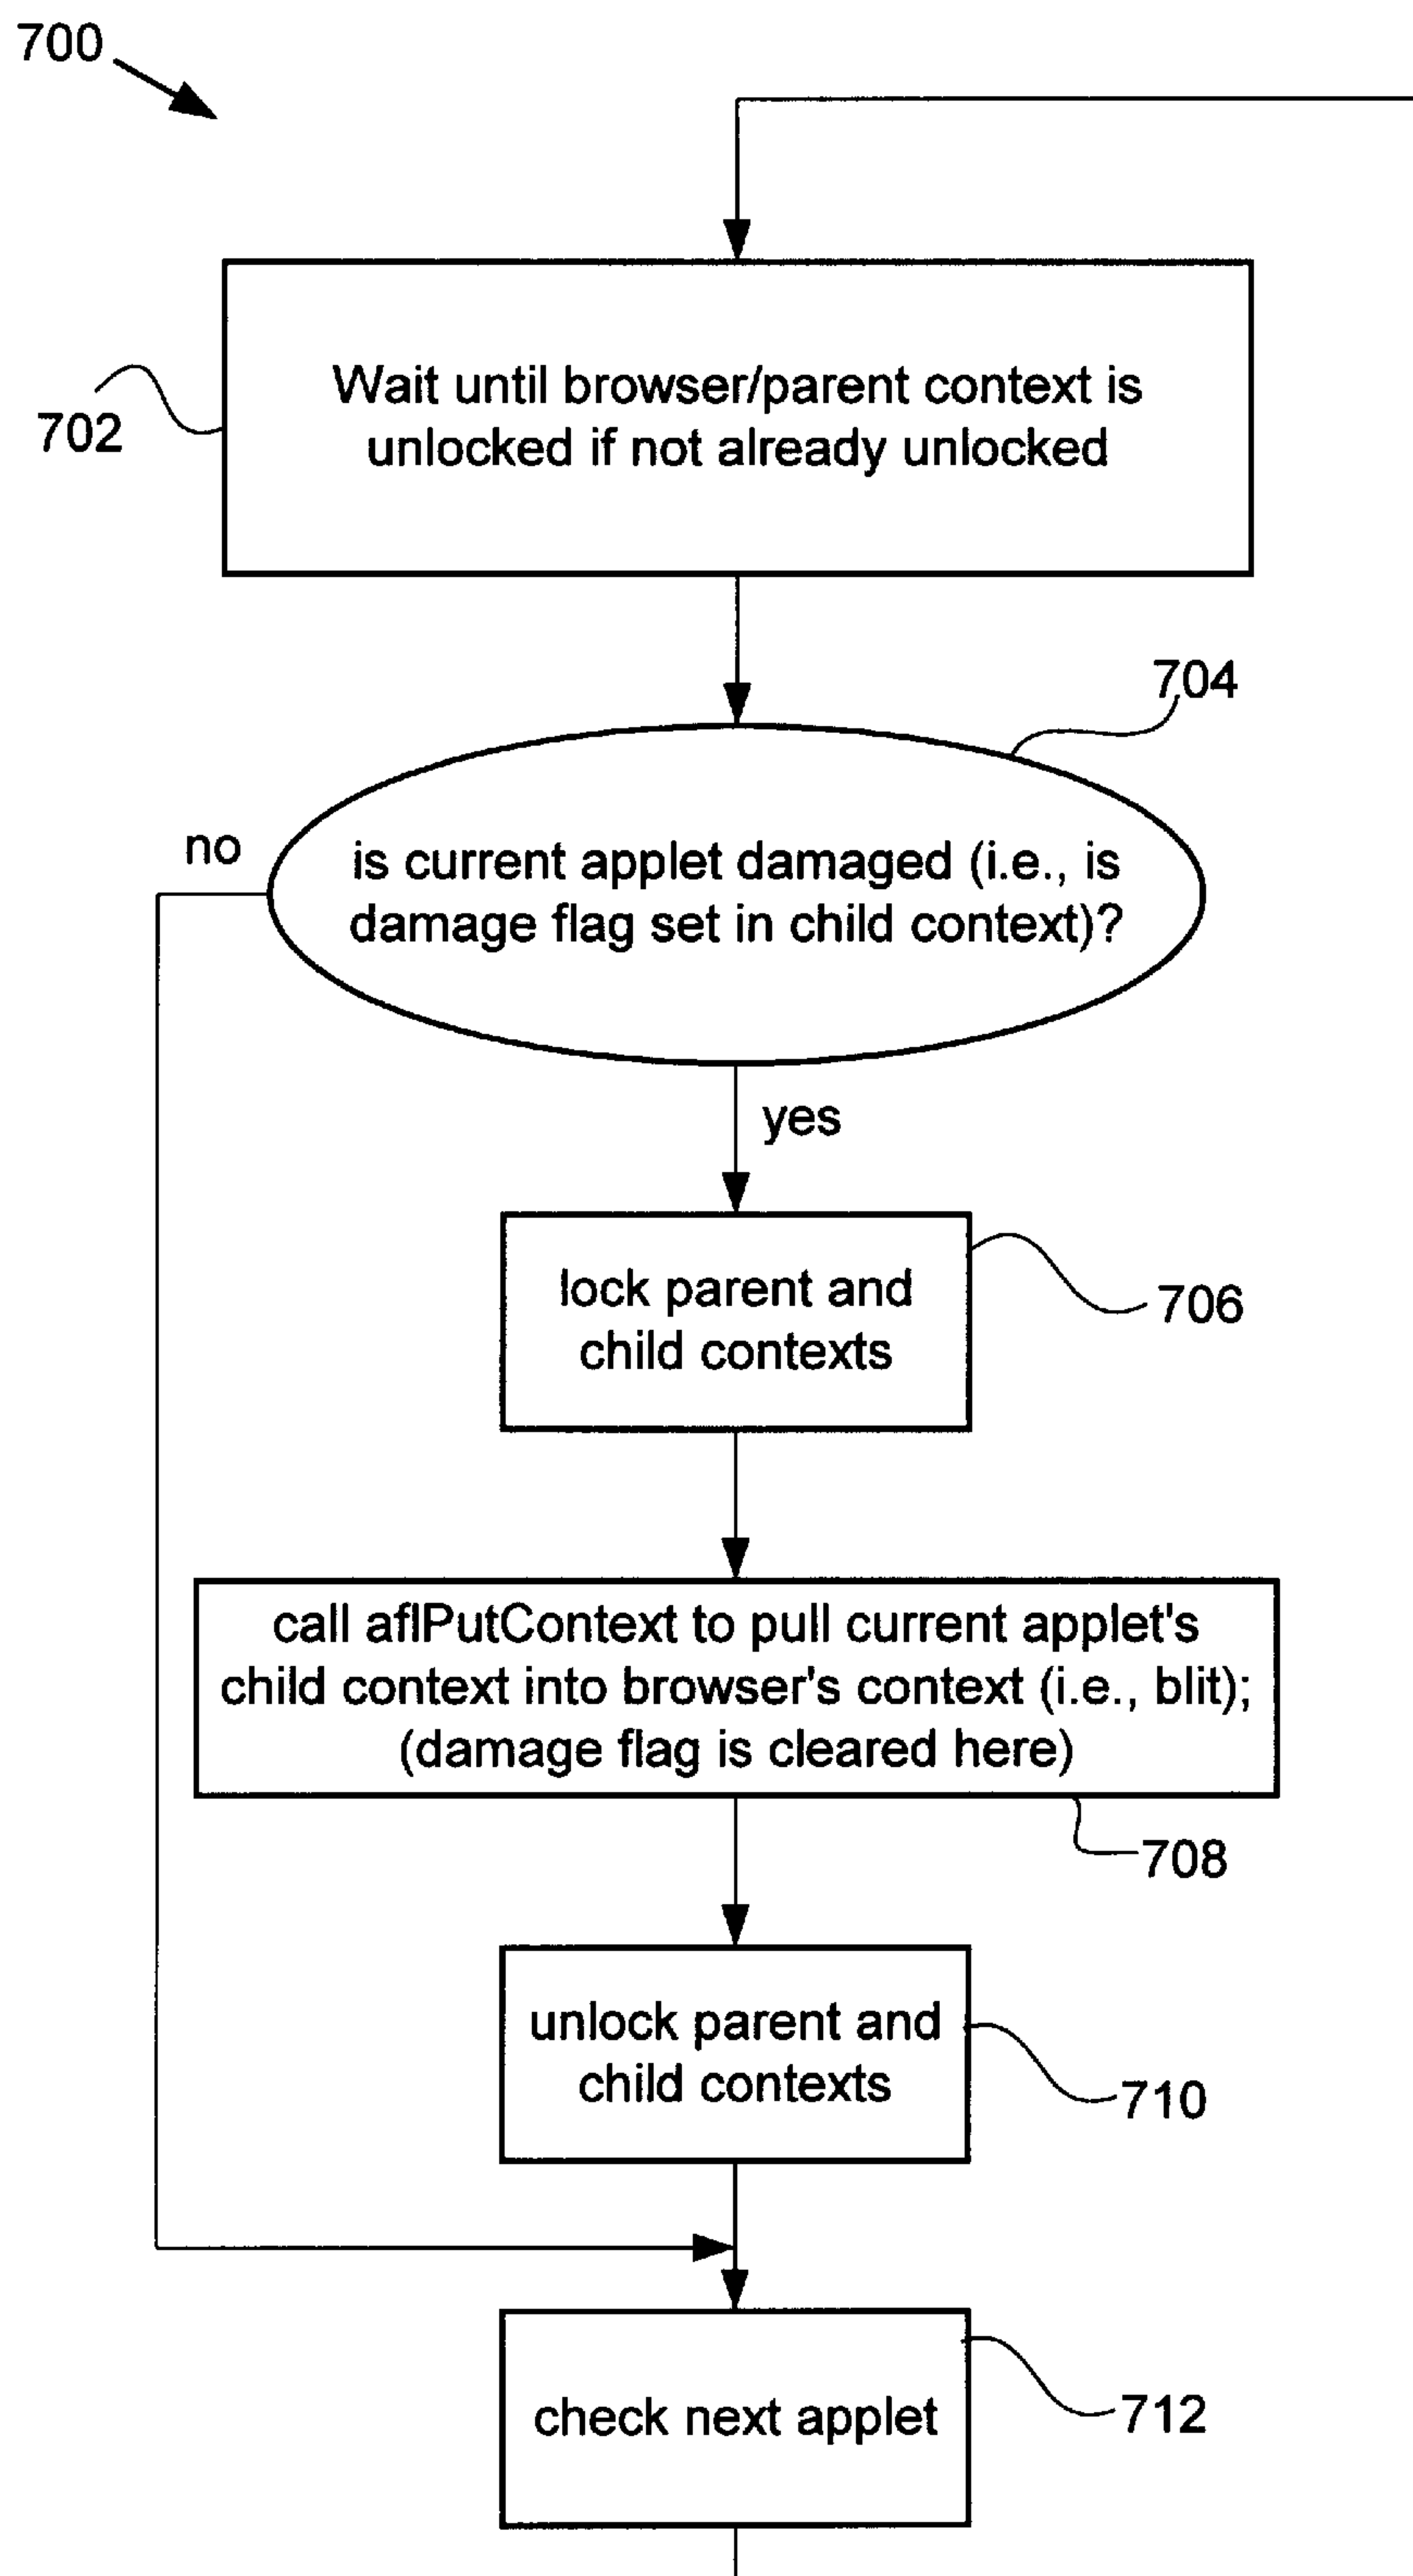 700
Wait until browser/parent context is
unlocked if not already unlocked
702
704
no
is current applet damaged (i.e., is
damage flag set in child context)?
yes
lock parent and
child contexts
706
call aflPutContext to pull current applet's
child context into browser's context (i.e., blit);
(damage flag is cleared here)
708
unlock parent and
child contexts
710
check next applet
712